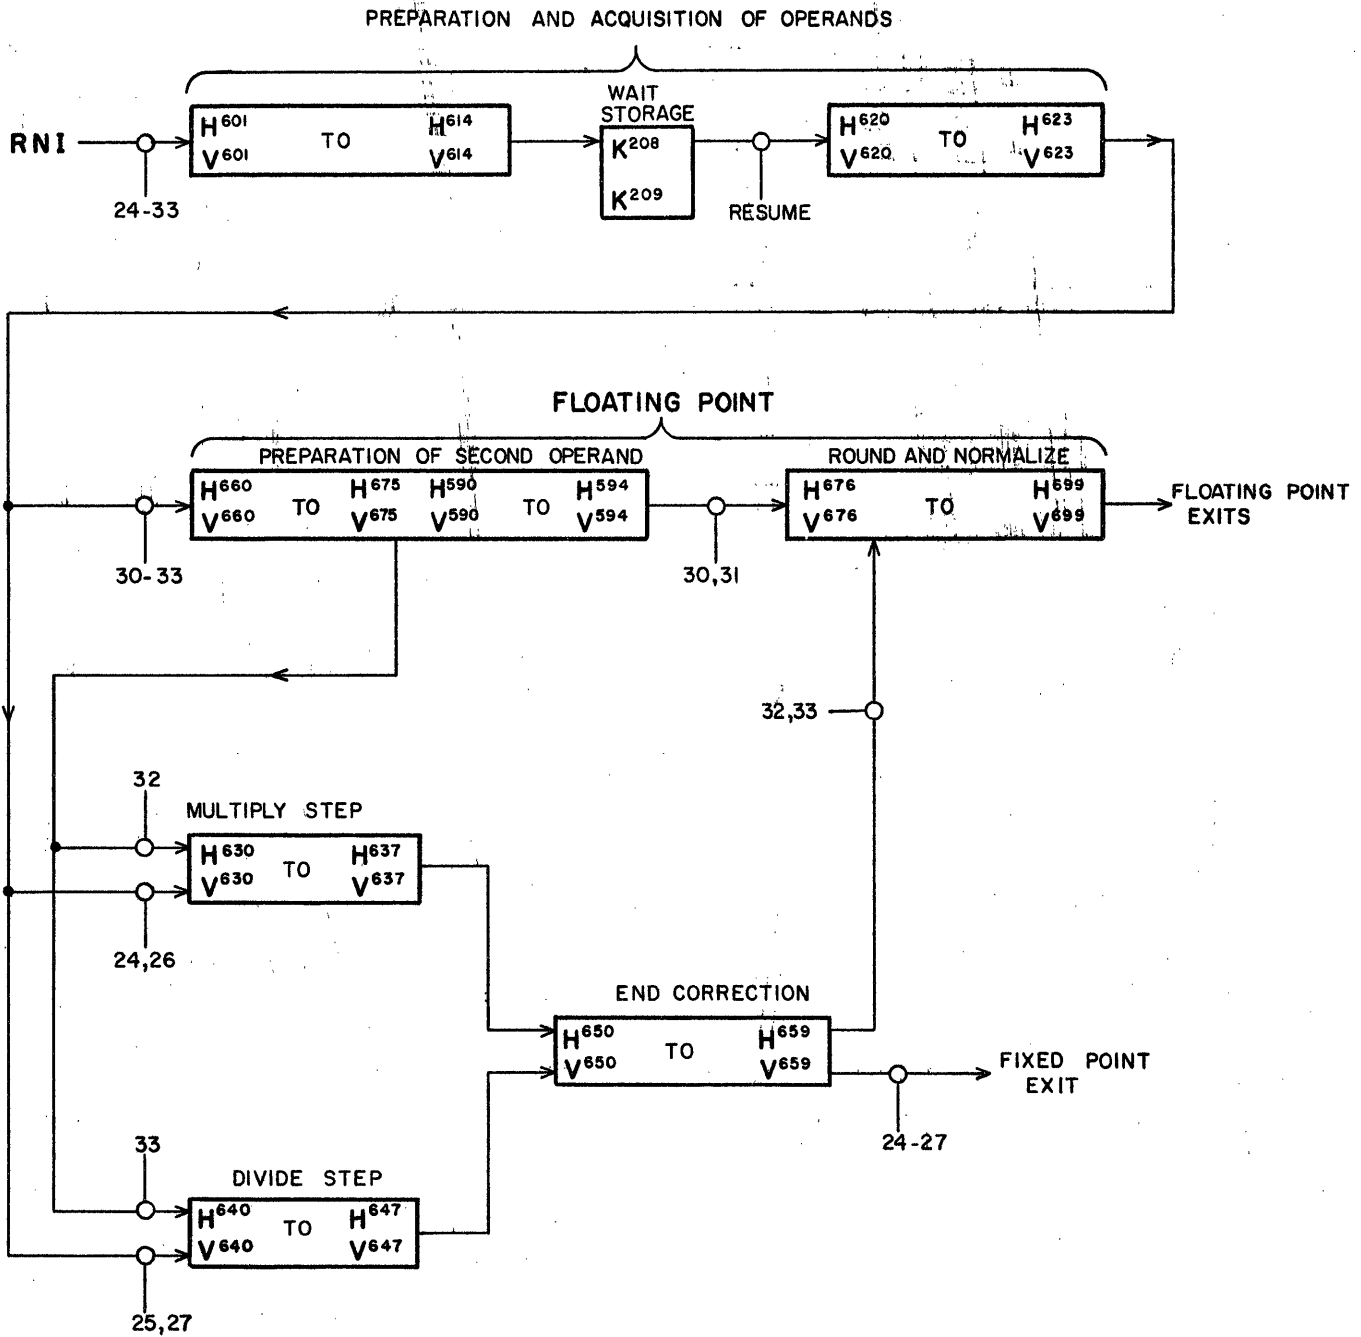 PREPARATION AND ACQUISITION OF OPERANDS
WAIT
STORAGE
RNI
H601 TO H614
V601 V614
K208
K209
H620 TO H623
V620 V623
24-33
RESUME
FLOATING POINT
PREPARATION OF SECOND OPERAND
ROUND AND NORMALIZE
H660 TO H675 H590 TO H594
V660 V675 V590 V594
H676 TO H699
V676 V699
FLOATING POINT
EXITS
30-33
30,31
32,33
32
MULTIPLY STEP
H630 TO H637
V630 V637
24,26
END CORRECTION
H650 TO H659
V650 V659
FIXED POINT
EXIT
24-27
33
DIVIDE STEP
H640 TO H647
V640 V647
25,27